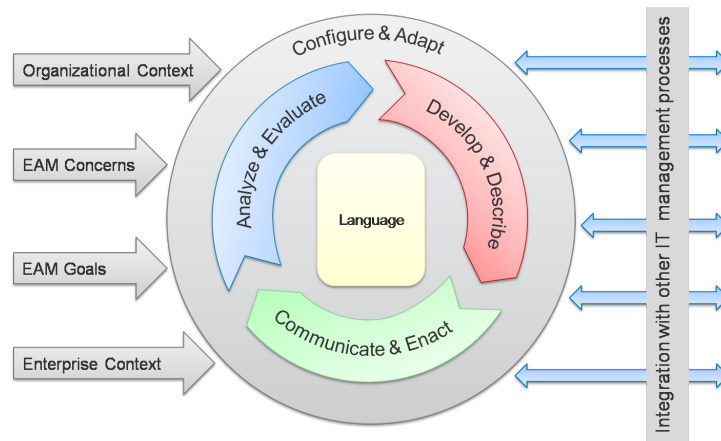 Configure & Adapt
Organizational Context
EAM Concerns
EAM Goals
Enterprise Context
Analyze & Evaluate
Develop & Describe
Language
Communicate & Enact
Integration with other IT management processes